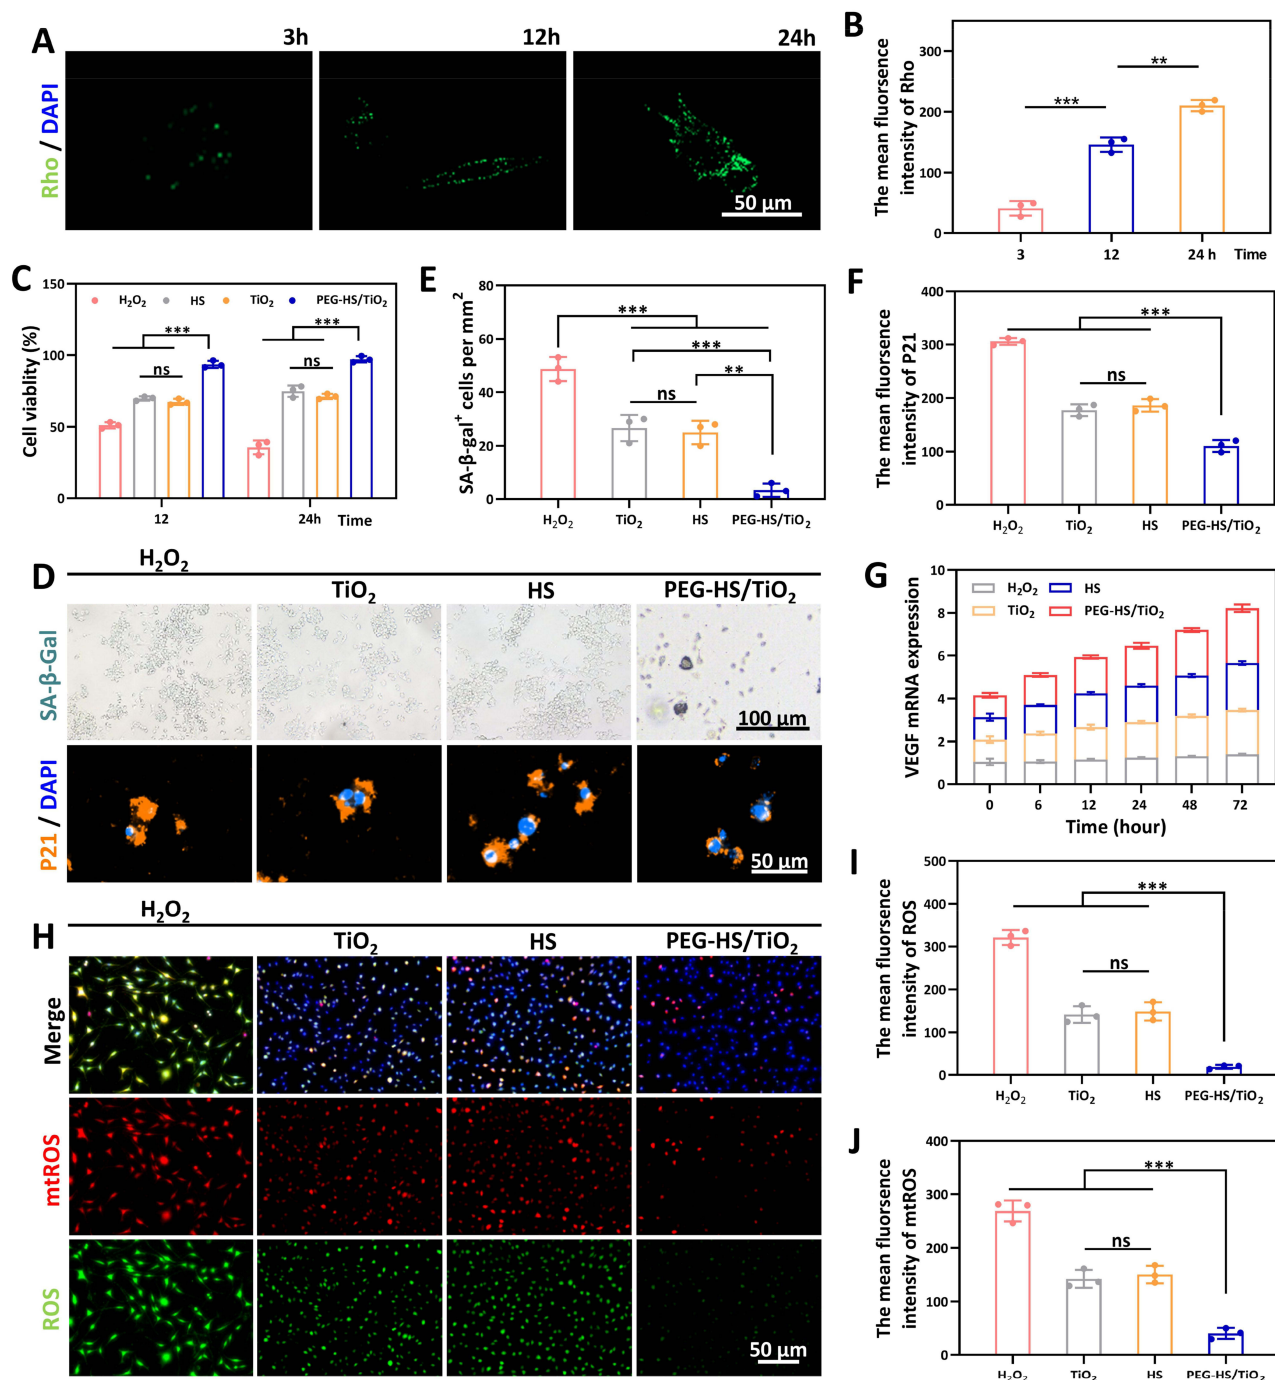 A
3h
12h
24h
Rho / DAPI
50 µm
B
The mean fluorsence
intensity of Rho
300
200
100
0
***
**
3
12
24 h
Time
C
Cell viablity (%)
150
100
50
0
H₂O₂
HS
TiO₂
PEG-HS/TiO₂
***
ns
***
ns
12
24h
Time
E
SA-β-gal⁺ cells per mm²
80
60
40
20
0
***
***
**
ns
H₂O₂
TiO₂
HS
PEG-HS/TiO₂
F
The mean fluorsence
intensity of P21
400
300
200
100
0
***
ns
H₂O₂
TiO₂
HS
PEG-HS/TiO₂
D
H₂O₂
TiO₂
HS
PEG-HS/TiO₂
SA-β-Gal
100 µm
P21 / DAPI
50 µm
G
VEGF mRNA expression
10
8
6
4
2
0
H₂O₂
HS
TiO₂
PEG-HS/TiO₂
0
6
12
24
48
72
Time (hour)
H
H₂O₂
TiO₂
HS
PEG-HS/TiO₂
Merge
mtROS
ROS
50 µm
I
The mean fluorsence
intensity of ROS
500
400
300
200
100
0
***
ns
H₂O₂
TiO₂
HS
PEG-HS/TiO₂
J
The mean fluorsence
intensity of mtROS
400
300
200
100
0
***
ns
H₂O₂
TiO₂
HS
PEG-HS/TiO₂